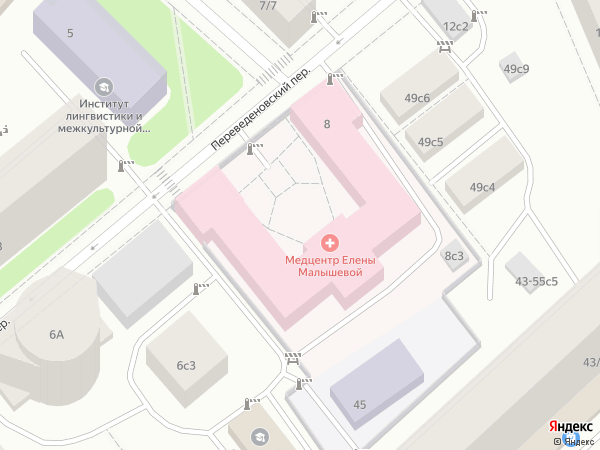 7/7
12с2
5
49с9
Институт
лингвистики и
межкультурной...
Переведеновский пер.
49с6
8
49с5
49с4
Медцентр Елены
Малышевой
8с3
43-55с5
6А
6с3
43/
45
Яндекс
© Яндекс